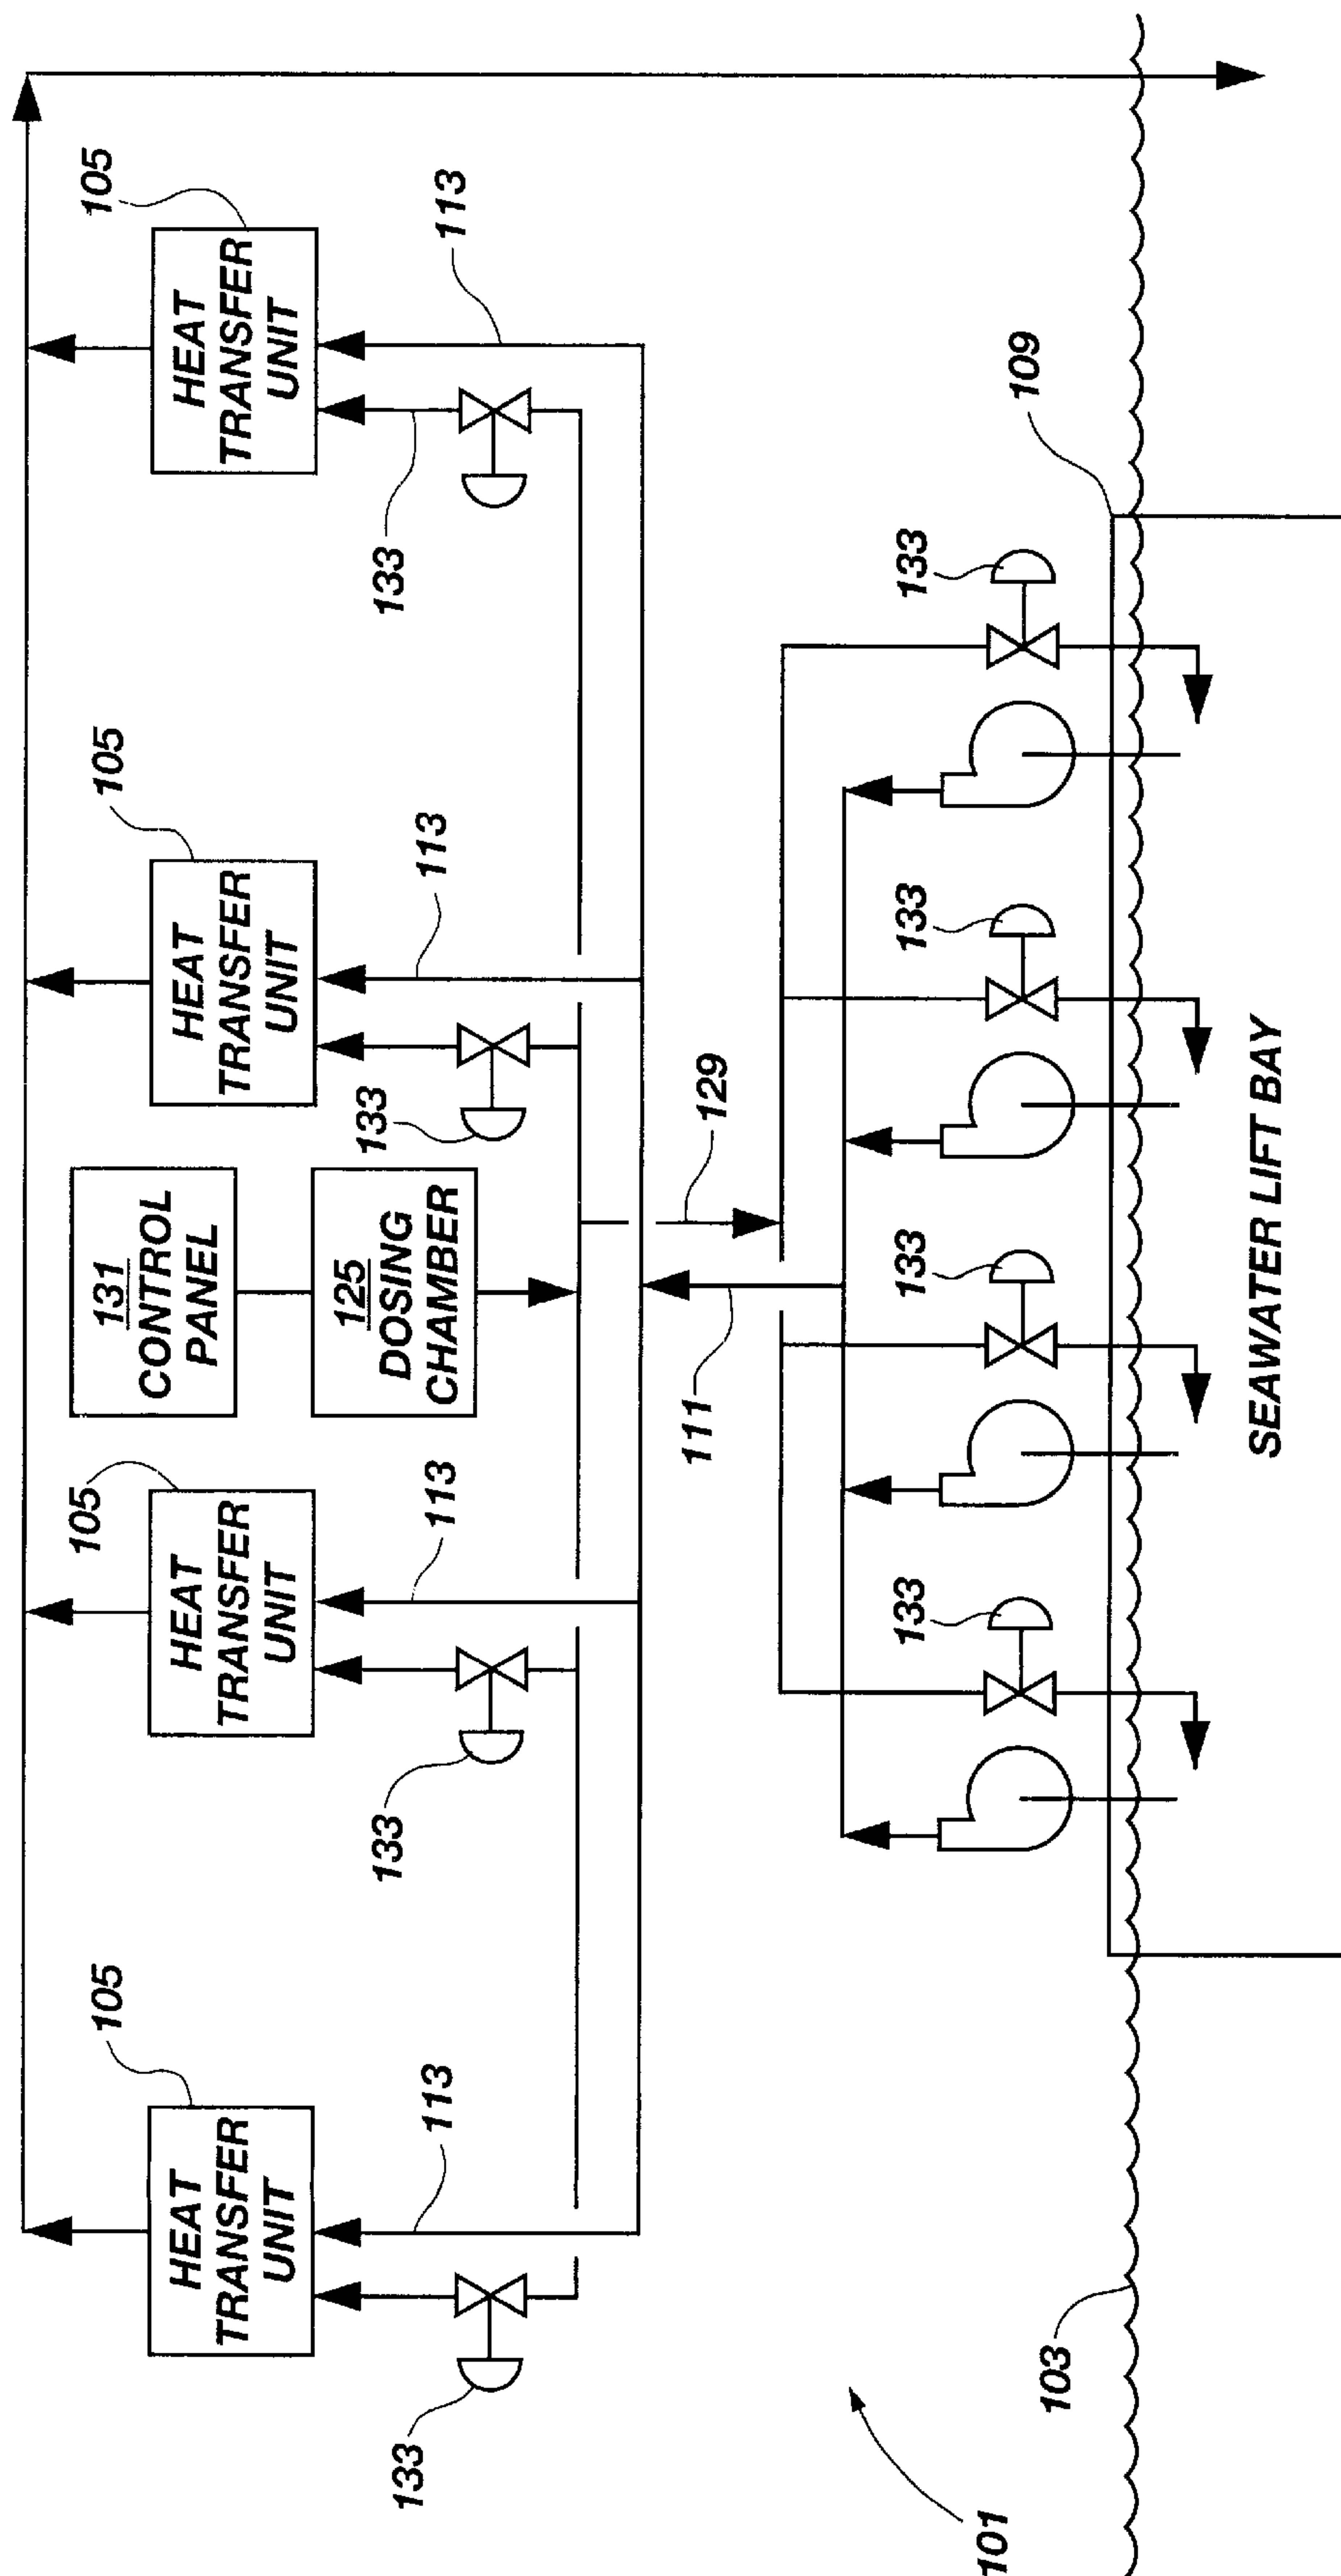 105
105
105
105
131
CONTROL
PANEL
HEAT
TRANSFER
UNIT
HEAT
TRANSFER
UNIT
HEAT
TRANSFER
UNIT
HEAT
TRANSFER
UNIT
125
DOSING
CHAMBER
113
113
113
113
133
133
133
133
111
129
133
133
133
133
101
109
103
SEAWATER LIFT BAY